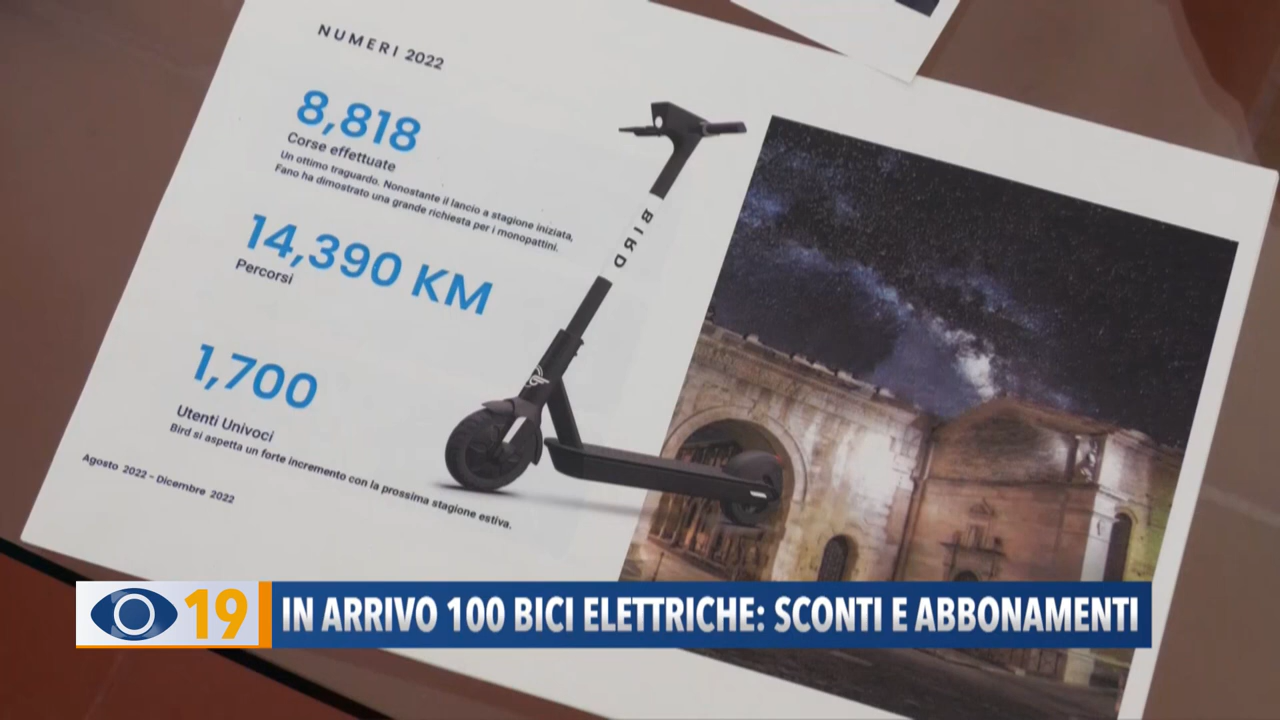 NUMERI 2022
8,818
Corse effettuate
Un ottimo traguardo. Nonostante il lancio a stagione iniziata,
Fano ha dimostrato una grande richiesta per i monopattini.
14,390 KM
Percorsi
1,700
Utenti Univoci
Bird si aspetta un forte incremento con la prossima stagione estiva.
Agosto 2022 - Dicembre 2022
BIRD
19
IN ARRIVO 100 BICI ELETTRICHE: SCONTI E ABBONAMENTI